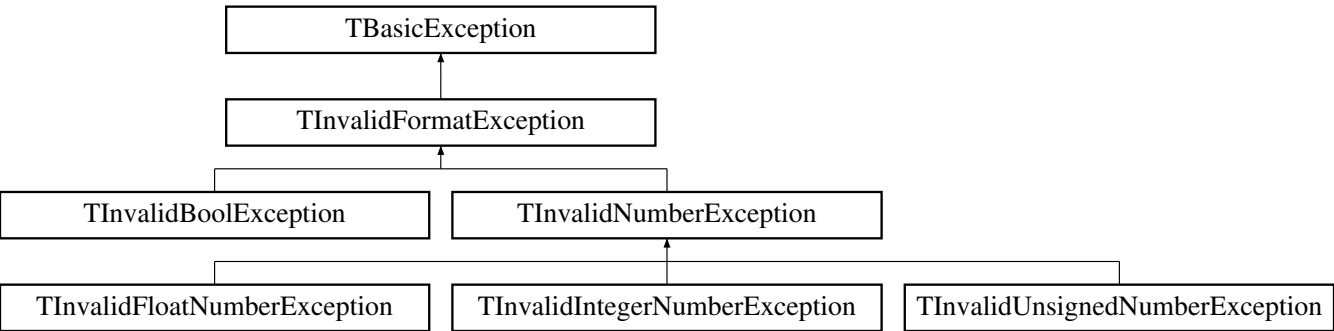 TBasicException
TInvalidFormatException
TInvalidBoolException
TInvalidNumberException
TInvalidFloatNumberException
TInvalidIntegerNumberException
TInvalidUnsignedNumberException